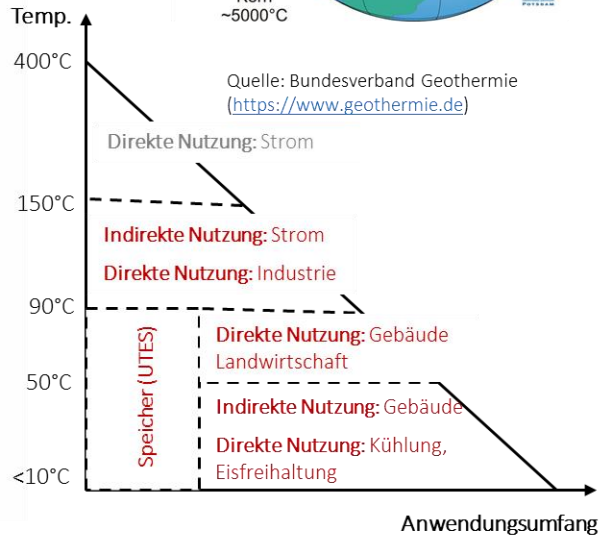 ~5000°C
POTSDAM
Temp.
400°C
Quelle: Bundesverband Geothermie
(https://www.geothermie.de)
Direkte Nutzung: Strom
150°C
Indirekte Nutzung: Strom
Direkte Nutzung: Industrie
90°C
Speicher (UTES)
Direkte Nutzung: Gebäude
Landwirtschaft
50°C
Indirekte Nutzung: Gebäude
Direkte Nutzung: Kühlung,
Eisfreihaltung
<10°C
Anwendungsumfang